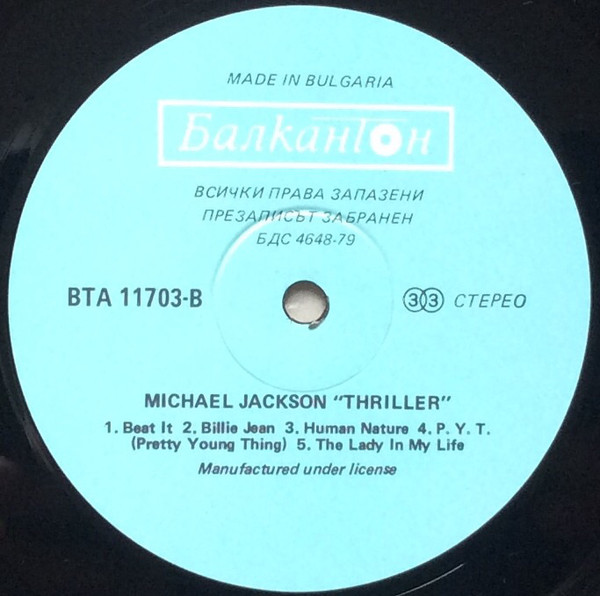 MADE IN BULGARIA
Балкантон
ВСИЧКИ ПРАВА ЗАПАЗЕНИ
ПРЕЗАПИСЪТ ЗАБРАНЕН
БДС 4648-79
ВТА 11703-В
33 СТЕРЕО
MICHAEL JACKSON “THRILLER”
1. Beat It 2. Billie Jean 3. Human Nature 4. P. Y. T.
(Pretty Young Thing) 5. The Lady In My Life
Manufactured under license